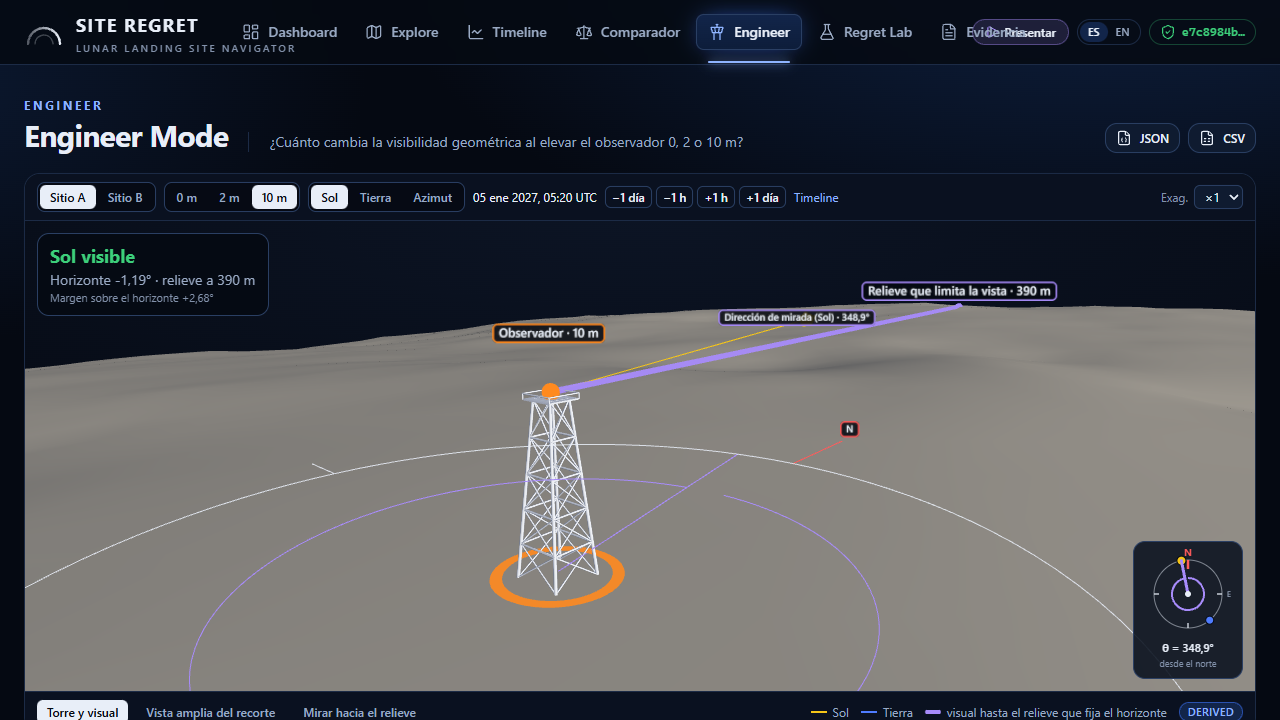 SITE REGRET
LUNAR LANDING SITE NAVIGATOR
Dashboard
Explore
Timeline
Comparador
Engineer
Regret Lab
Presentar
ES
EN
e7c8984b…
ENGINEER
Engineer Mode
¿Cuánto cambia la visibilidad geométrica al elevar el observador 0, 2 o 10 m?
JSON
CSV
Sitio A
Sitio B
0 m
2 m
10 m
Sol
Tierra
Azimut
05 ene 2027, 05:20 UTC
−1 día
−1 h
+1 h
+1 día
Timeline
Exag.
×1
Sol visible
Horizonte -1,19° · relieve a 390 m
Margen sobre el horizonte +2,68°
Relieve que limita la vista · 390 m
Dirección de mirada (Sol) · 348,9°
Observador · 10 m
N
N
E
θ = 348,9°
desde el norte
Torre y visual
Vista amplia del recorte
Mirar hacia el relieve
Sol
Tierra
visual hasta el relieve que fija el horizonte
DERIVED